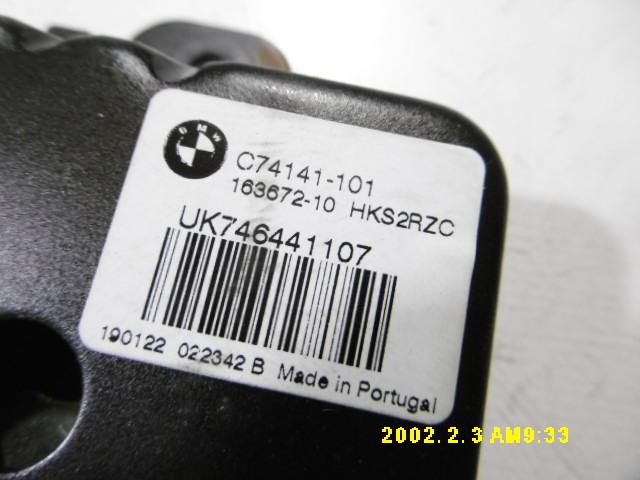 BMW
C74141-101
163672-10 HKS2RZC
UK746441107
190122 022342 B Made in Portugal
2002. 2. 3 AM9:33